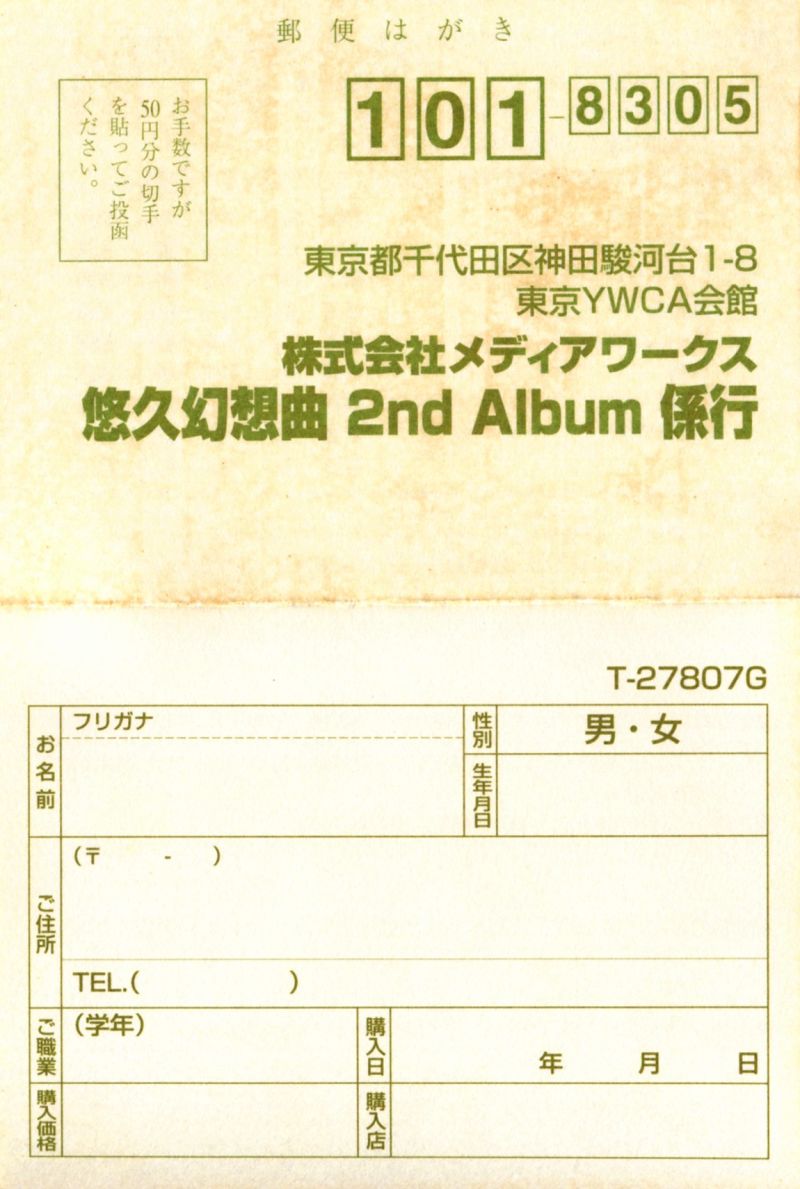 郵便はがき
お手数ですが
50円分の切手
を貼ってご投函
ください。
101-8305
東京都千代田区神田駿河台1-8
東京YWCA会館
株式会社メディアワークス
悠久幻想曲 2nd Album 係行
T-27807G
お名前
フリガナ
性別
男・女
生年月日
ご住所
(〒 - )
TEL.( )
ご職業
(学年)
購入日
年 月 日
購入価格
購入店